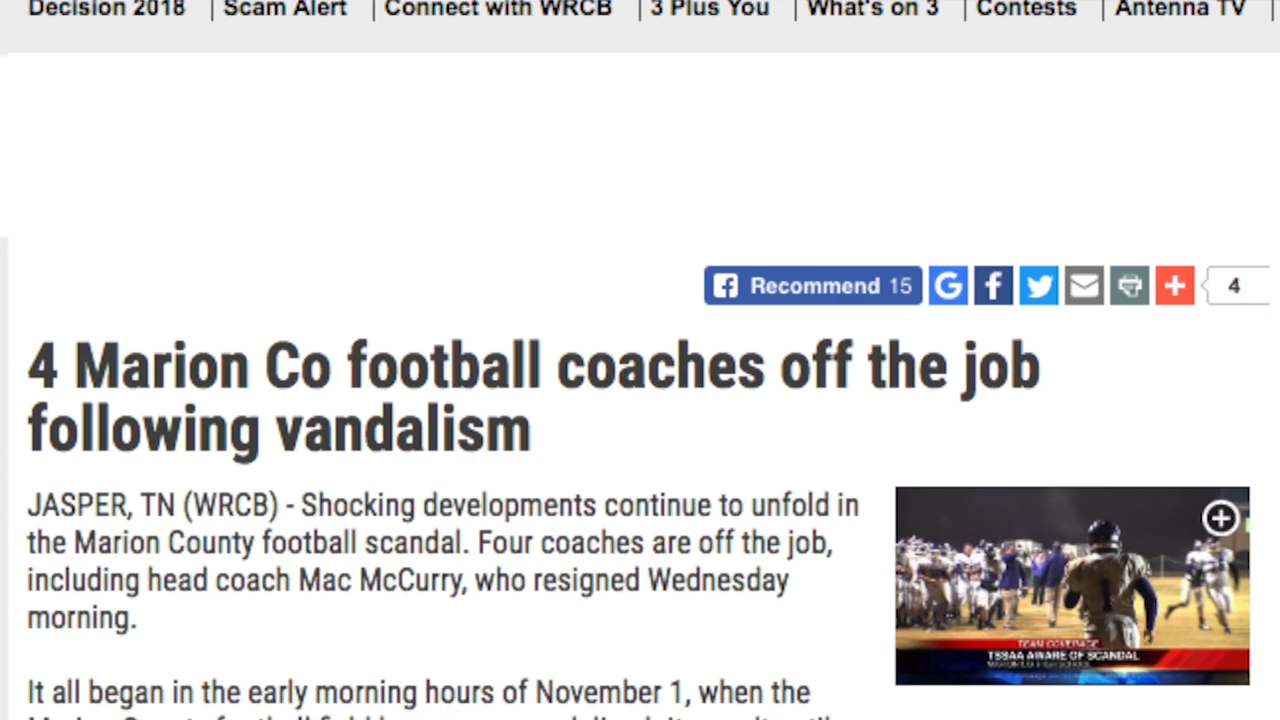 Decision 2018 | Scam Alert | Connect with WRCB | 3 Plus You | What's on 3 | Contests | Antenna TV |
Recommend 15
4
4 Marion Co football coaches off the job
following vandalism
JASPER, TN (WRCB) - Shocking developments continue to unfold in
the Marion County football scandal. Four coaches are off the job,
including head coach Mac McCurry, who resigned Wednesday
morning.
1
TEAM COVERAGE
TSSAA AWARE OF SCANDAL
It all began in the early morning hours of November 1, when the